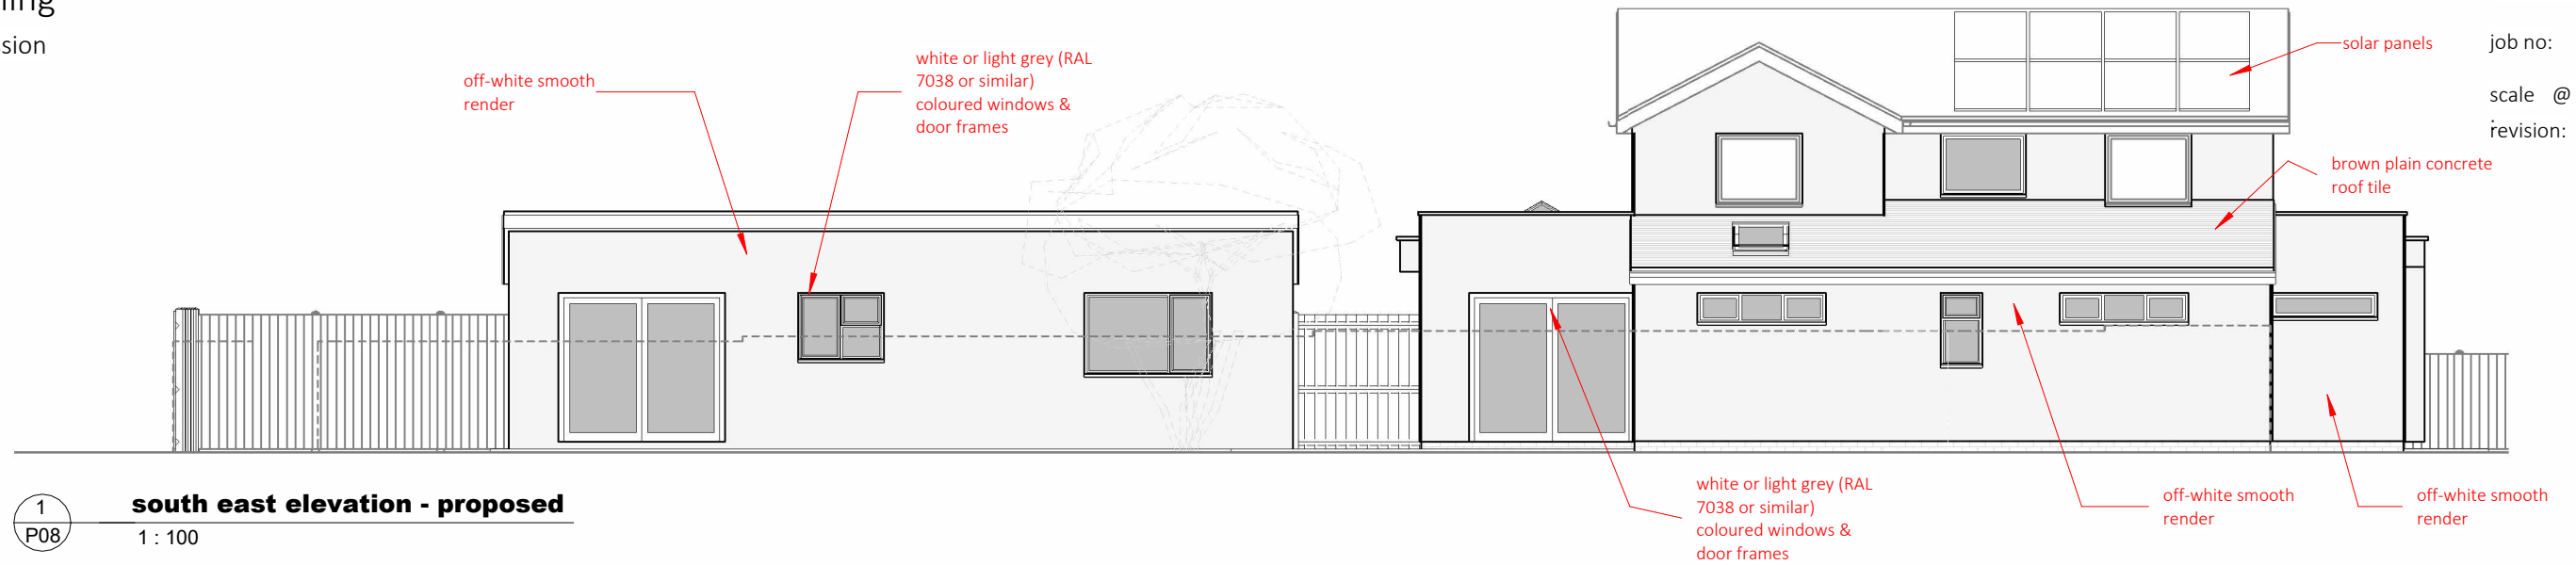 sion
off-white smooth
render
white or light grey (RAL
7038 or similar)
coloured windows &
door frames
solar panels
job no:
scale @
revision:
brown plain concrete
roof tile
white or light grey (RAL
7038 or similar)
coloured windows &
door frames
off-white smooth
render
off-white smooth
render
1
P08
south east elevation - proposed
1 : 100